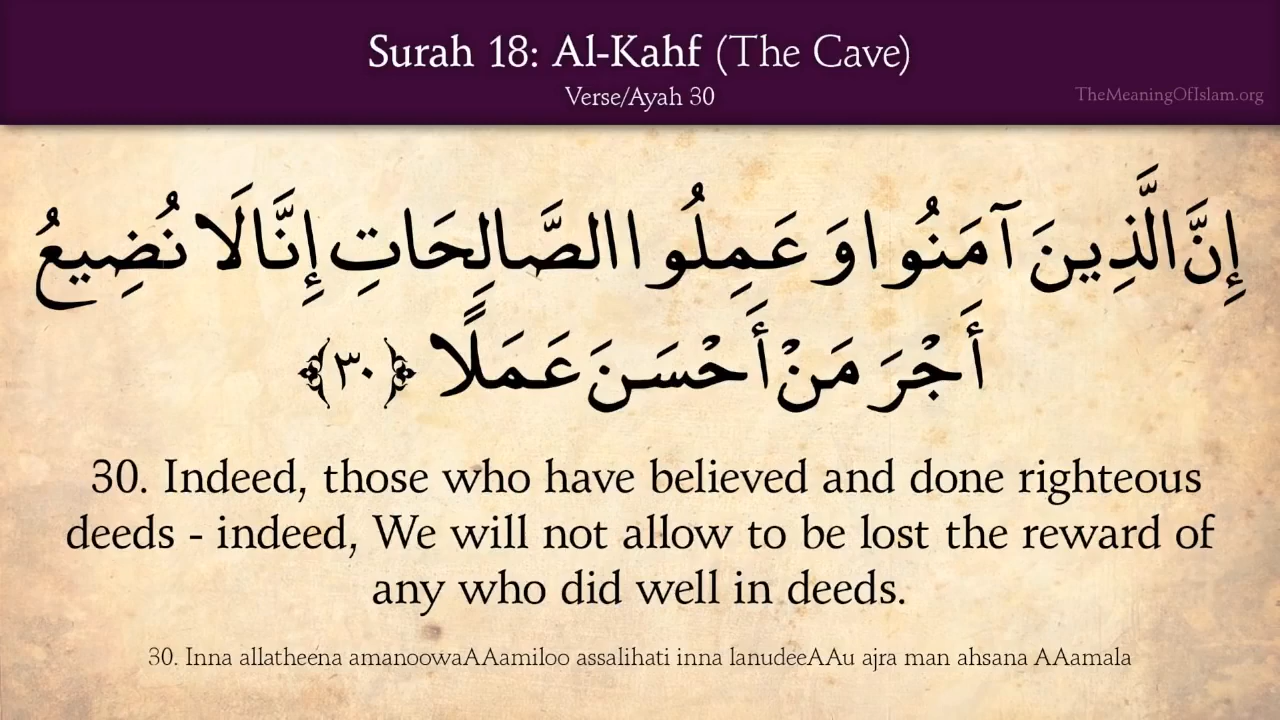 Surah 18: Al-Kahf (The Cave)
Verse/Ayah 30
TheMeaningOfIslam.org
إِنَّ الَّذِينَ آمَنُوا وَعَمِلُوا الصَّالِحَاتِ إِنَّا لَا نُضِيعُ
أَجْرَ مَنْ أَحْسَنَ عَمَلًا ﴿٣٠﴾
30. Indeed, those who have believed and done righteous
deeds - indeed, We will not allow to be lost the reward of
any who did well in deeds.
30. Inna allatheena amanoowaAAamiloo assalihati inna lanudeeAAu ajra man ahsana AAamala